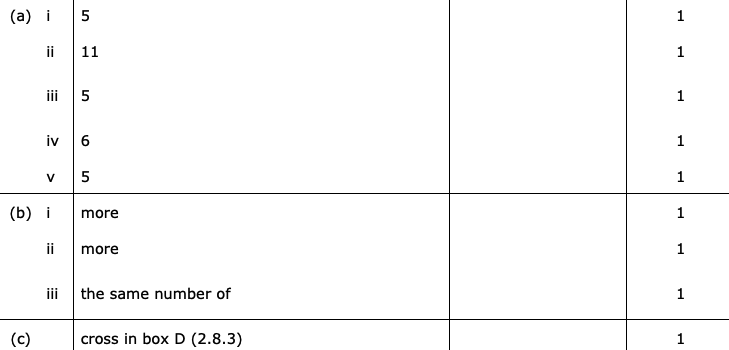 (a) i 5 1
ii 11 1
iii 5 1
iv 6 1
v 5 1
(b) i more 1
ii more 1
iii the same number of 1
(c) cross in box D (2.8.3) 1